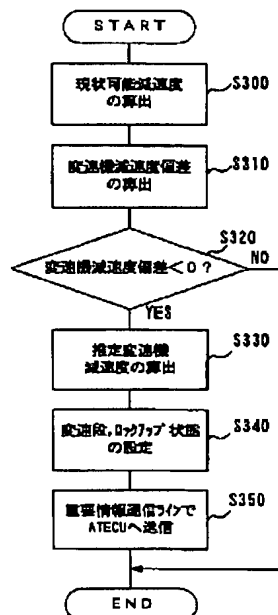 START
現状可能減速度
の算出
S300
変速機減速度偏差
の算出
S310
S320
変速機減速度偏差<0?
NO
YES
推定変速機
減速度の算出
S330
変速段,ロックアップ状態
の設定
S340
重要情報通信ラインで
ATECUへ送信
S350
END